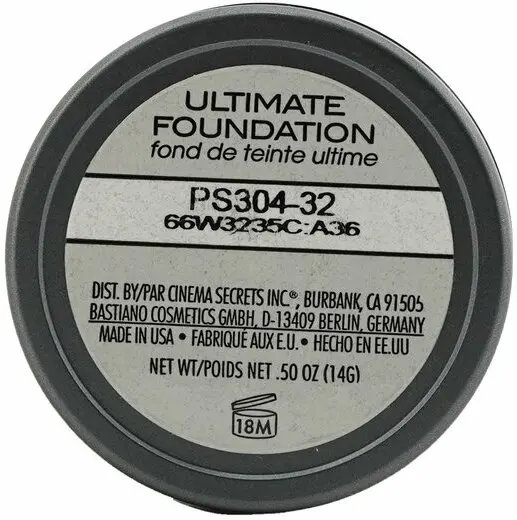 ULTIMATE
FOUNDATION
fond de teinte ultime
PS304-32
66W3235C:A36
DIST. BY/PAR CINEMA SECRETS INC®, BURBANK, CA 91505
BASTIANO COSMETICS GMBH, D-13409 BERLIN, GERMANY
MADE IN USA • FABRIQUÉ AUX E.U. • HECHO EN EE.UU
NET WT/POIDS NET .50 OZ (14G)
18M